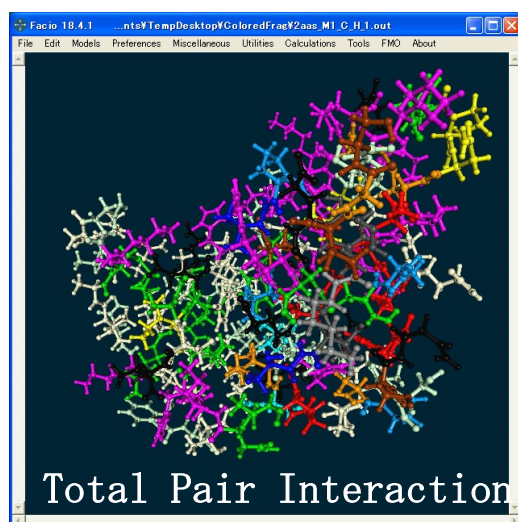 Facio 18.4.1 ...nts¥TempDesktop¥ColoredFrag¥2aas_M1_C_H_1.out
File Edit Models Preferences Miscellaneous Utilities Calculations Tools FMO About
Total Pair Interaction